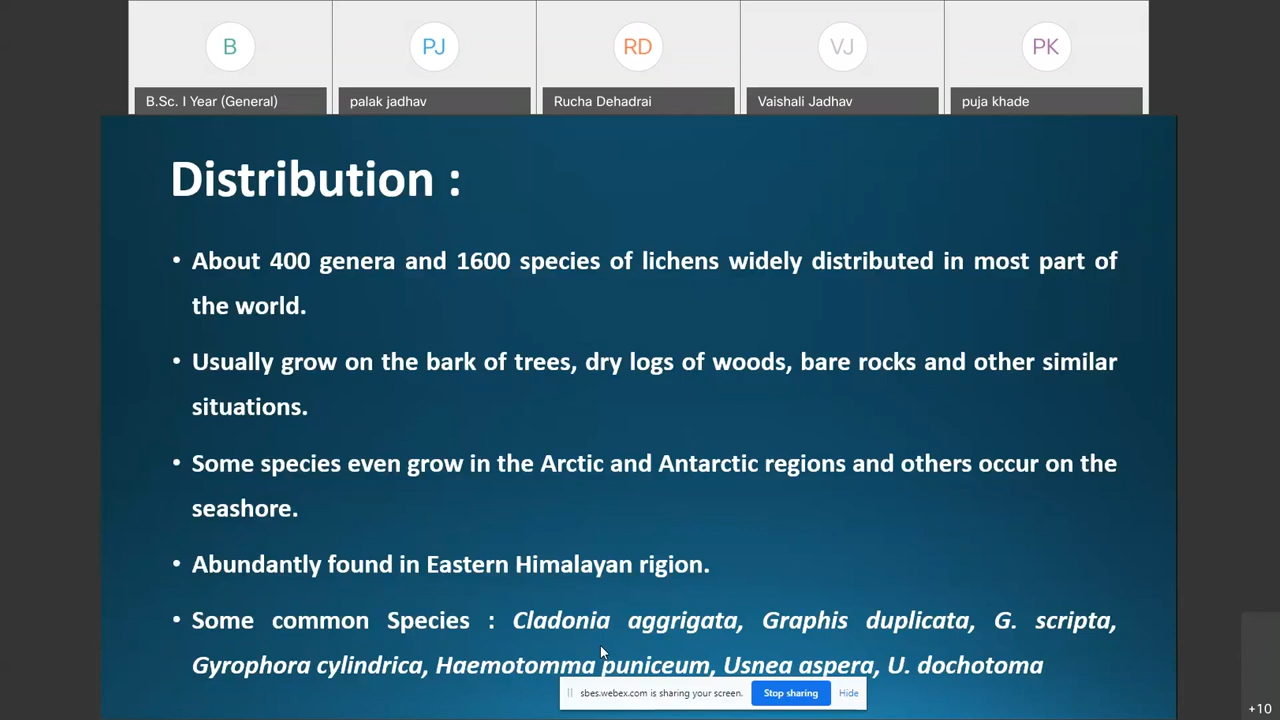 B PJ RD VJ PK
B.Sc. I Year (General) palak jadhav Rucha Dehadrai Vaishali Jadhav puja khade
Distribution :
• About 400 genera and 1600 species of lichens widely distributed in most part of
the world.
• Usually grow on the bark of trees, dry logs of woods, bare rocks and other similar
situations.
• Some species even grow in the Arctic and Antarctic regions and others occur on the
seashore.
• Abundantly found in Eastern Himalayan rigion.
• Some common Species : Cladonia aggrigata, Graphis duplicata, G. scripta,
Gyrophora cylindrica, Haemotomma puniceum, Usnea aspera, U. dochotoma
sbes.webex.com is sharing your screen. Stop sharing Hide
+10